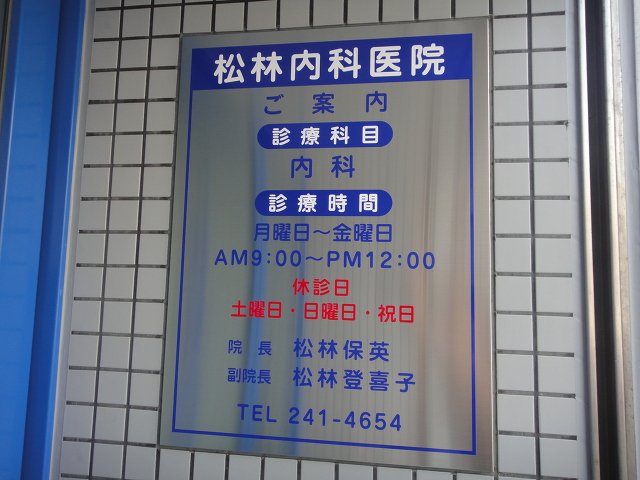 松林内科医院
ご案内
診療科目
内科
診療時間
月曜日～金曜日
AM9:00～PM12:00
休診日
土曜日・日曜日・祝日
院長 松林保英
副院長 松林登喜子
TEL 241-4654